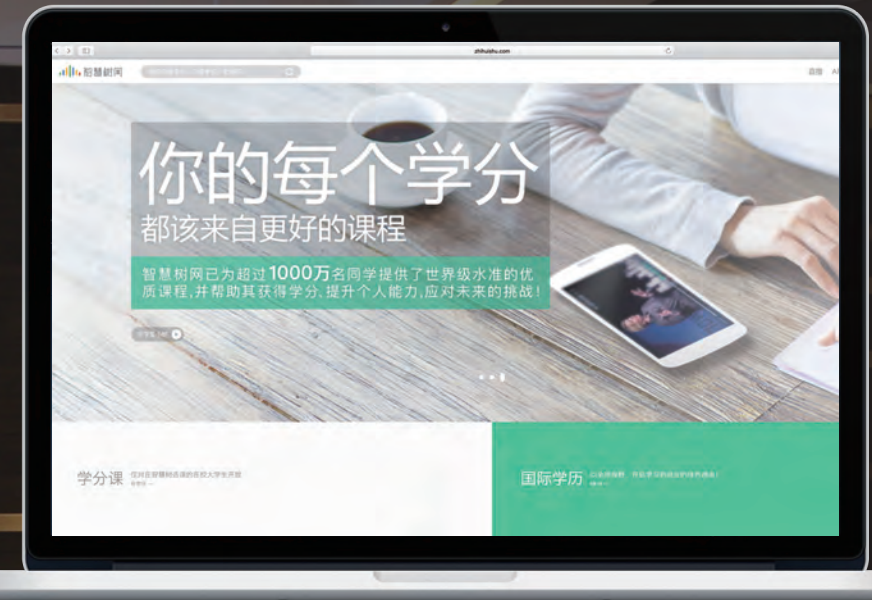 zhihuishu.com
智慧树网
直播
你的每个学分
都该来自更好的课程
智慧树网已为超过1000万名同学提供了世界级水准的优
质课程,并帮助其获得学分、提升个人能力,应对未来的挑战!
学分课
国际学历